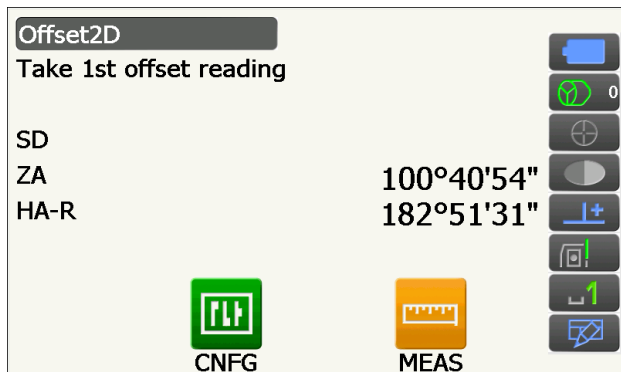 Offset2D
Take 1st offset reading
0
SD
ZA 100°40'54"
HA-R 182°51'31"
1
CNFG MEAS